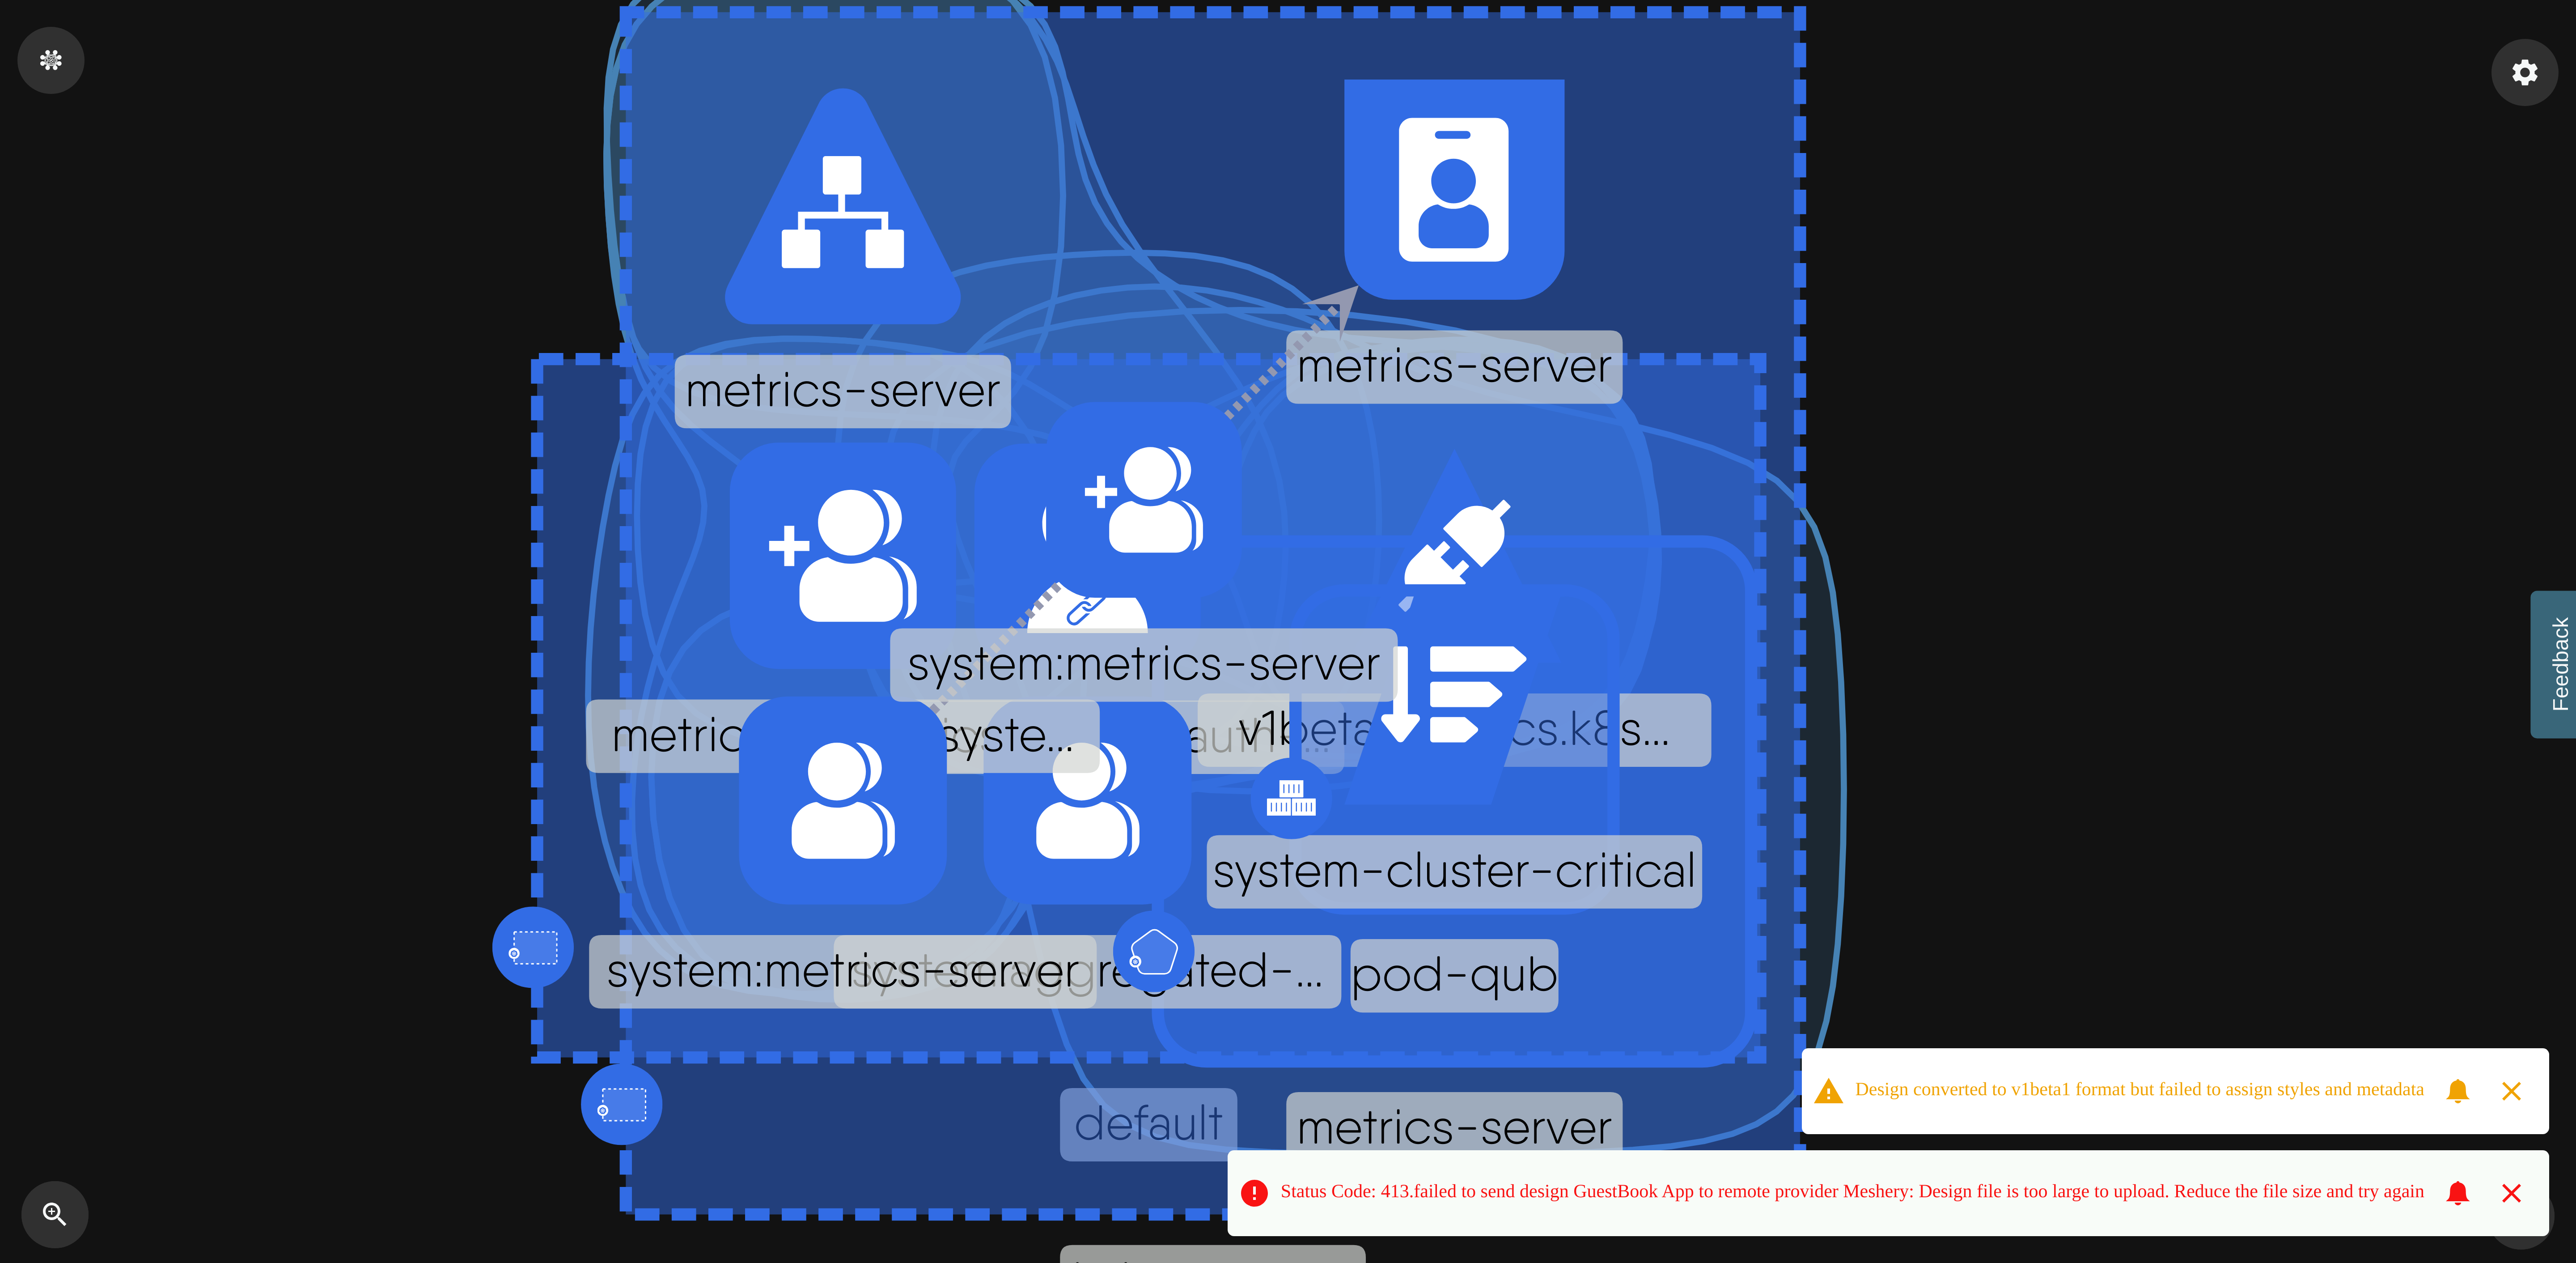 metrics-server
metrics-server
system:metrics-server
metric
syste...
auth
v1beta
cs.k8s...
system-cluster-critical
system:metrics-server
ated-...
pod-qub
default
metrics-server
Feedback
Design converted to v1beta1 format but failed to assign styles and metadata
Status Code: 413.failed to send design GuestBook App to remote provider Meshery: Design file is too large to upload. Reduce the file size and try again